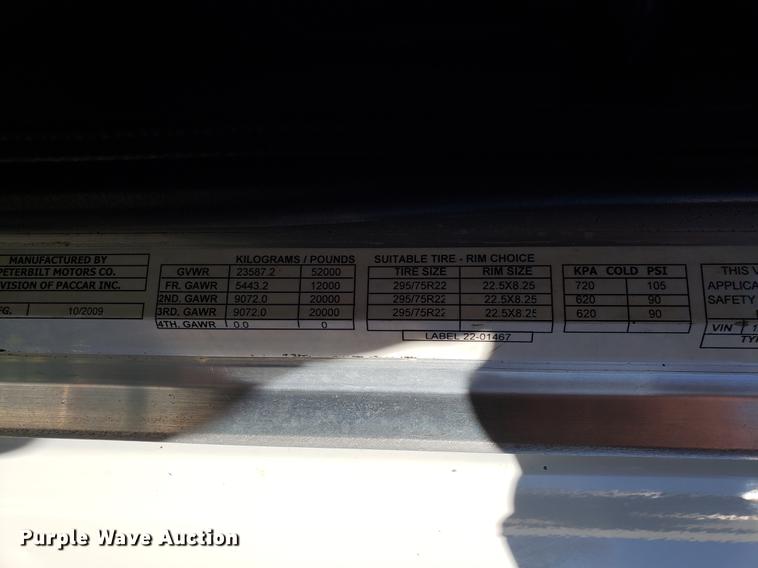 MANUFACTURED BY
PETERBILT MOTORS CO.
DIVISION OF PACCAR INC.
FG. 10/2009
KILOGRAMS / POUNDS
GVWR 23587.2 52000
FR. GAWR 5443.2 12000
2ND. GAWR 9072.0 20000
3RD. GAWR 9072.0 20000
4TH. GAWR 0.0 0
SUITABLE TIRE - RIM CHOICE
TIRE SIZE RIM SIZE
295/75R22 22.5X8.25
295/75R22 22.5X8.25
295/75R22 22.5X8.25
LABEL 22-01467
KPA COLD PSI
720 105
620 90
620 90
THIS V
APPLICA
SAFETY
VIN 1
TYP
Purple Wave Auction